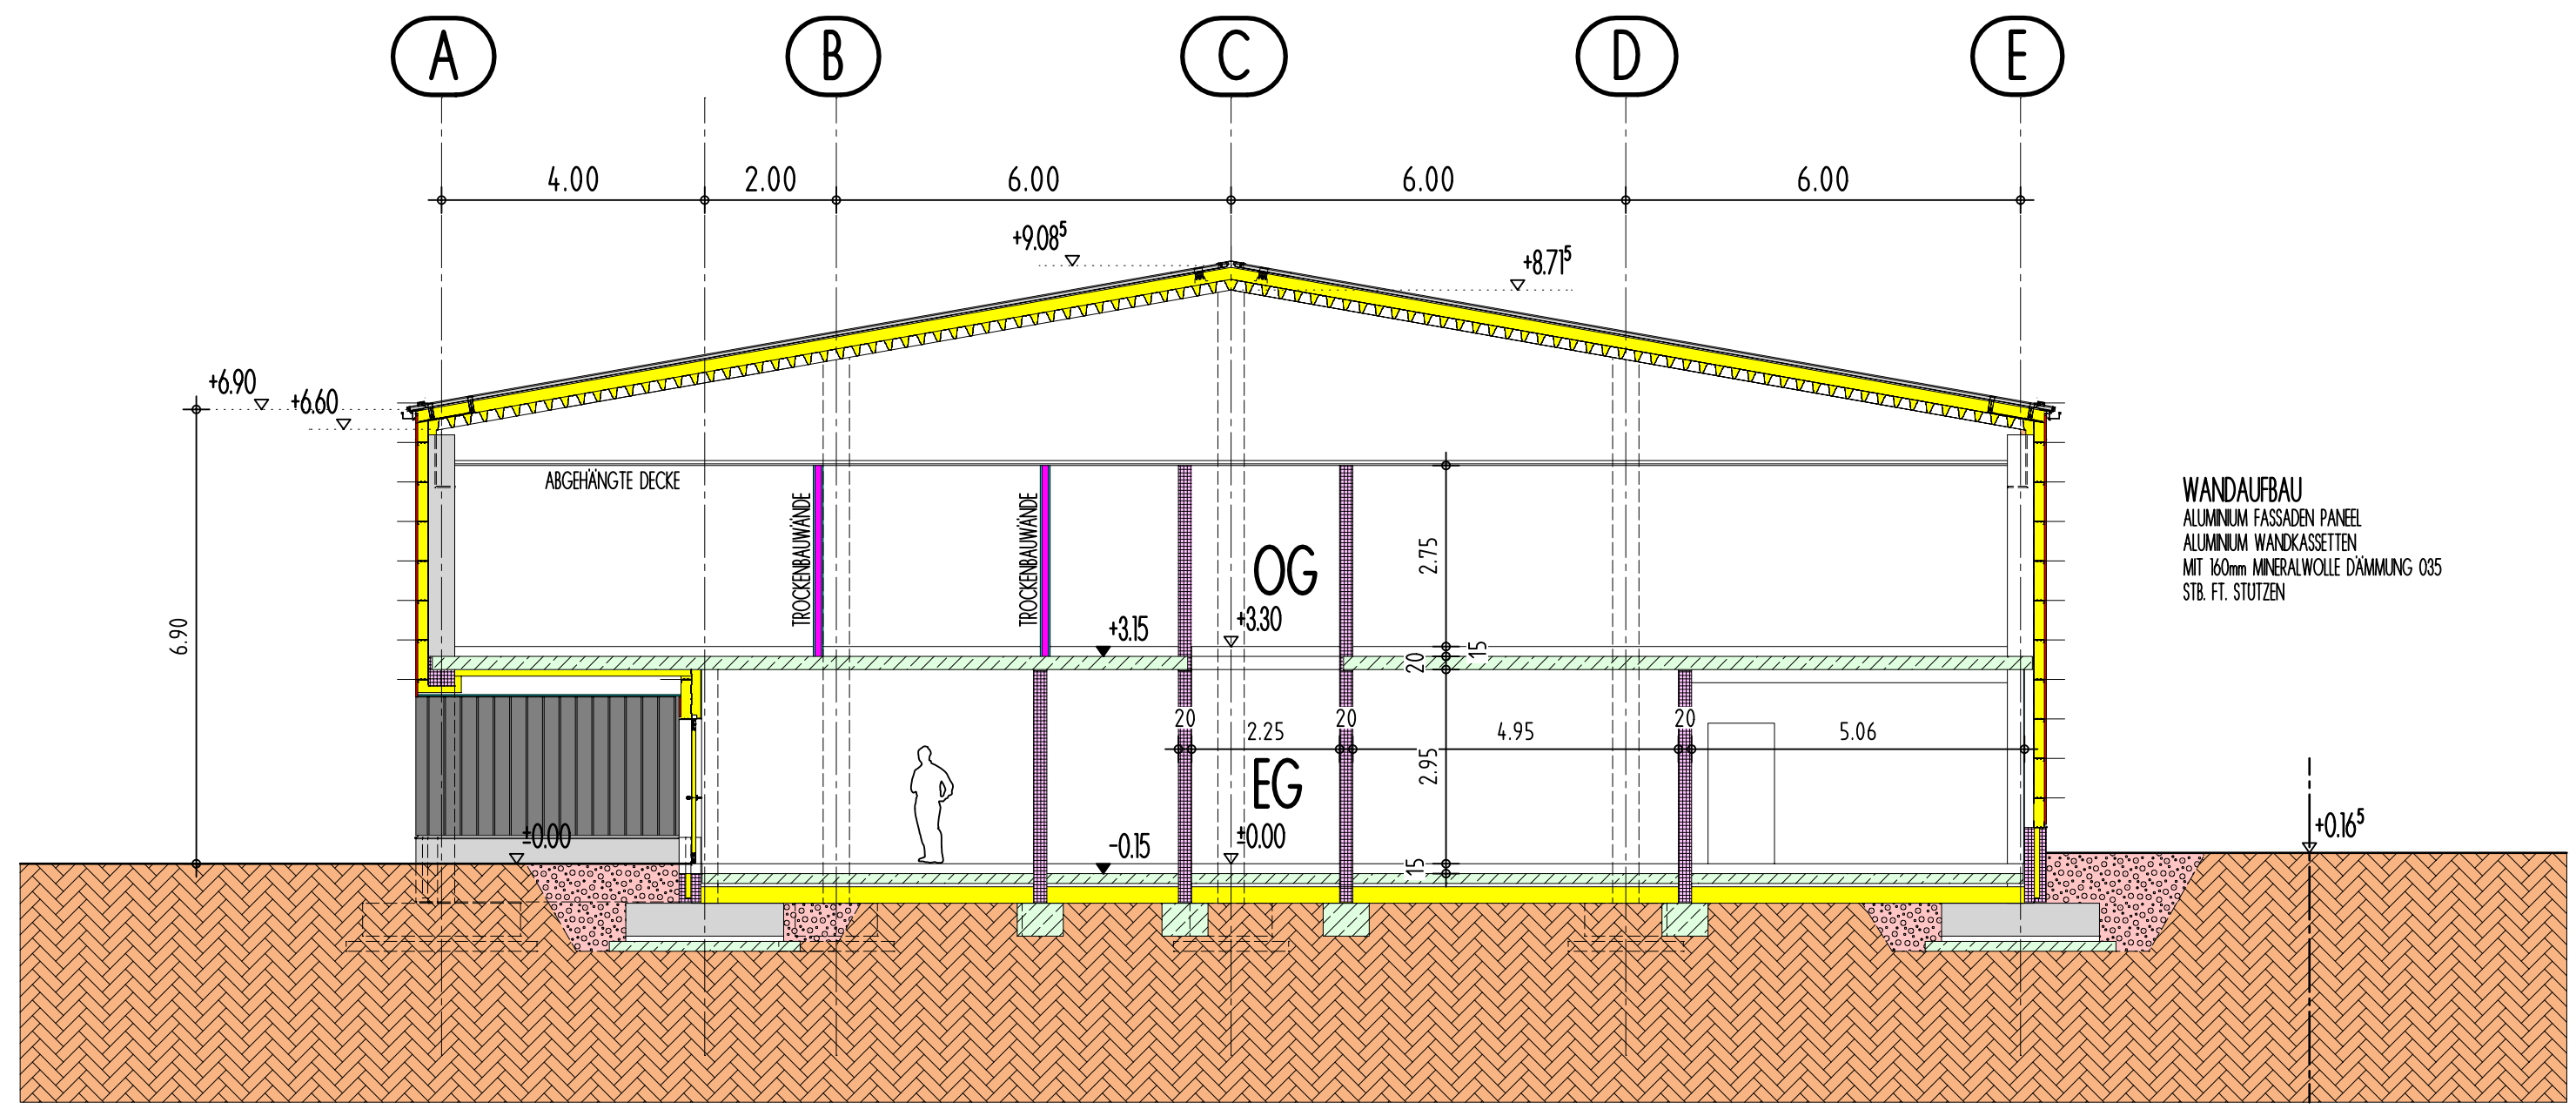 A B C D E
4.00 2.00 6.00 6.00 6.00
+9.08⁵
+8.71⁵
+6.90
+6.60
ABGEHÄNGTE DECKE
TROCKENBAUWÄNDE
TROCKENBAUWÄNDE
WANDAUFBAU
ALUMINIUM FASSADEN PANEEL
ALUMINIUM WANDKASSETTEN
MIT 160mm MINERALWOLLE DÄMMUNG 035
STB. FT. STÜTZEN
2.75
OG
6.90
+3.15
+3.30
15
20
20 2.25 20 4.95 20 5.06
2.95
EG
±0.00
-0.15
±0.00
15
+0.16⁵